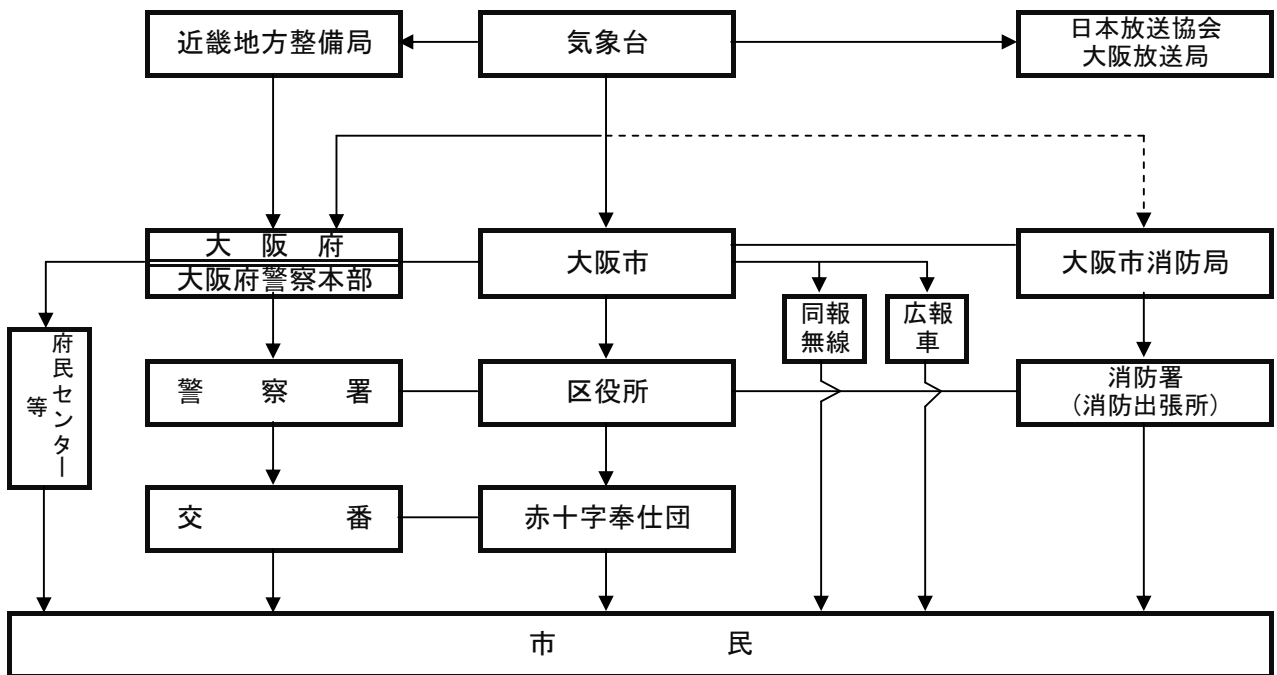 近畿地方整備局
気象台
日本放送協会
大阪放送局
大阪府
大阪府警察本部
大阪市
大阪市消防局
同報
無線
広報
車
府民センター
等
警察署
区役所
消防署
（消防出張所）
交番
赤十字奉仕団
市民